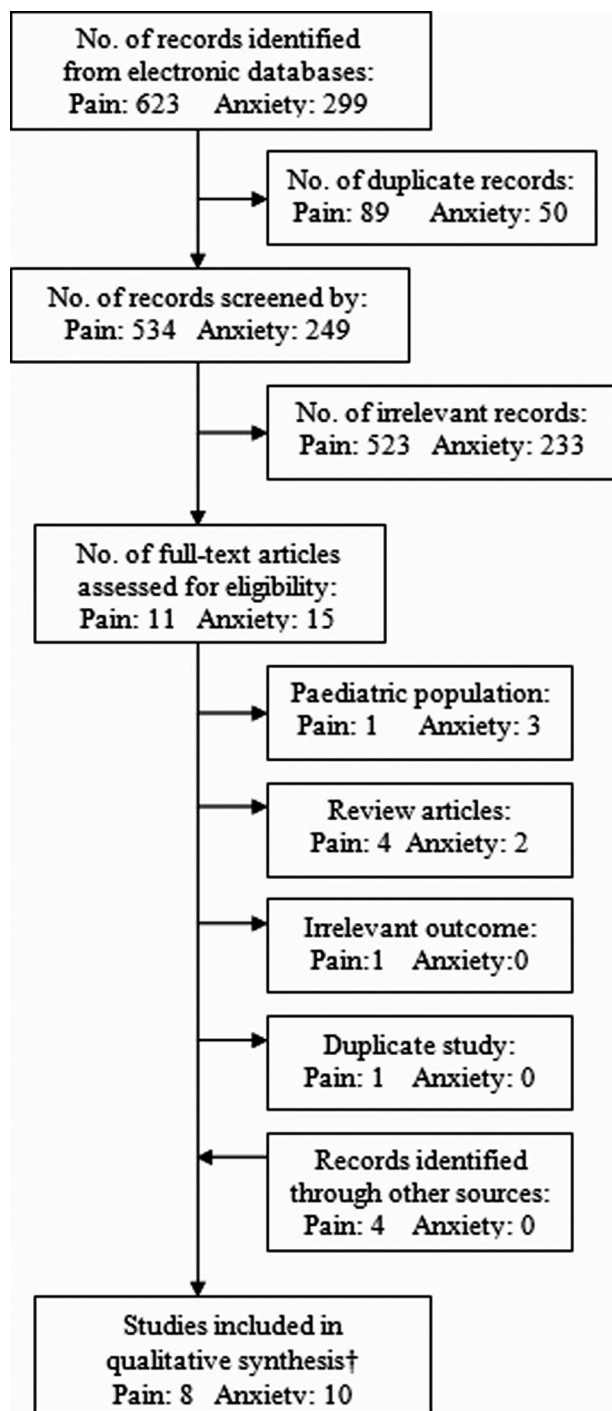 No. of records identified
from electronic databases:
Pain: 623 Anxiety: 299
No. of duplicate records:
Pain: 89 Anxiety: 50
No. of records screened by:
Pain: 534 Anxiety: 249
No. of irrelevant records:
Pain: 523 Anxiety: 233
No. of full-text articles
assessed for eligibility:
Pain: 11 Anxiety: 15
Paediatric population:
Pain: 1 Anxiety: 3
Review articles:
Pain: 4 Anxiety: 2
Irrelevant outcome:
Pain:1 Anxiety:0
Duplicate study:
Pain: 1 Anxiety: 0
Records identified
through other sources:
Pain: 4 Anxiety: 0
Studies included in
qualitative synthesis†
Pain: 8 Anxiety: 10